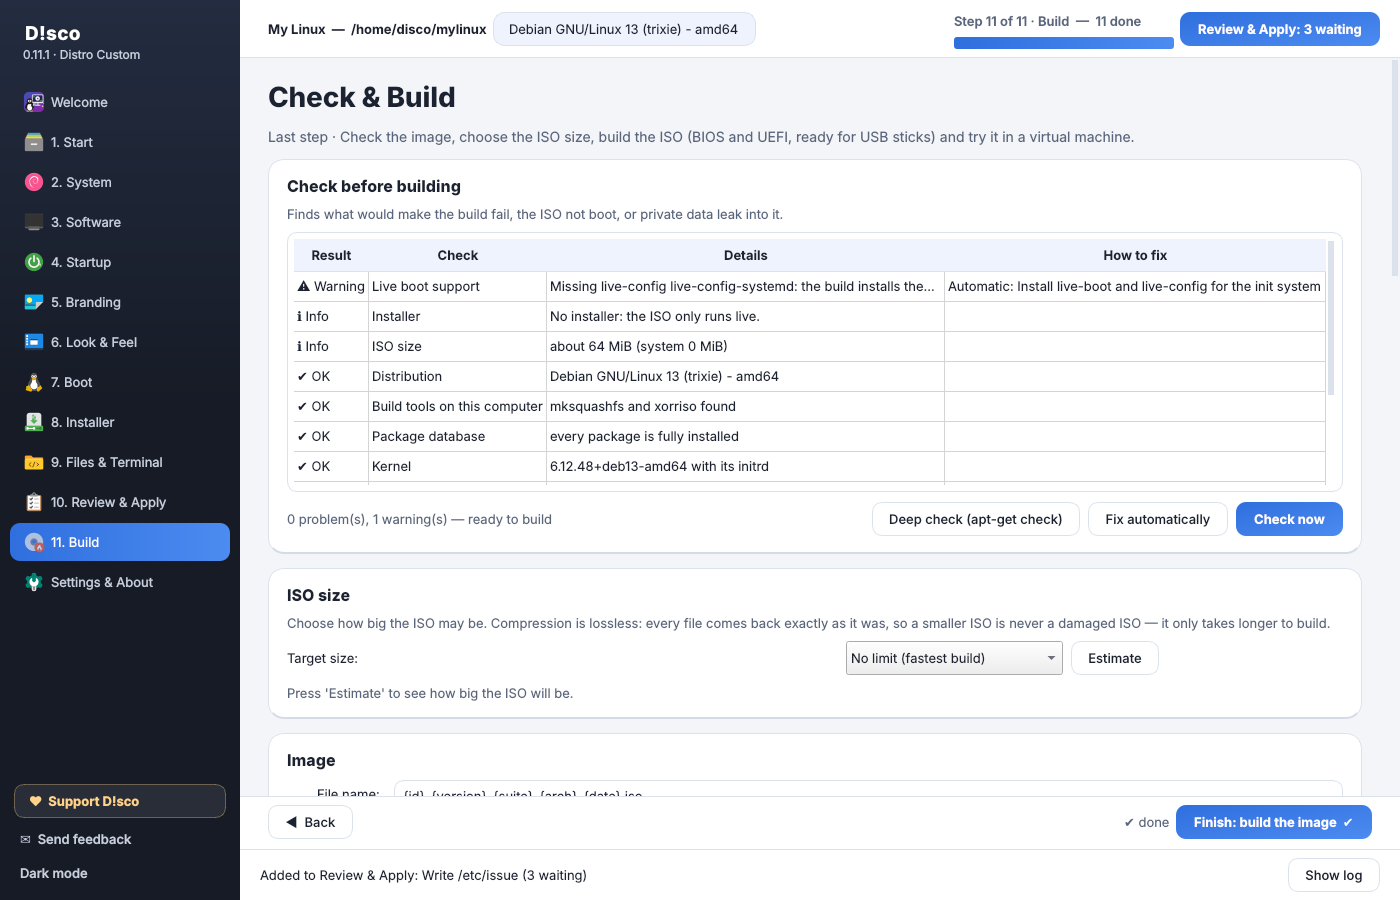 D!sco
0.11.1 · Distro Custom
Welcome
1. Start
2. System
3. Software
4. Startup
5. Branding
6. Look & Feel
7. Boot
8. Installer
9. Files & Terminal
10. Review & Apply
11. Build
Settings & About
Support D!sco
Send feedback
Dark mode
My Linux — /home/disco/mylinux
Debian GNU/Linux 13 (trixie) - amd64
Step 11 of 11 · Build — 11 done
Review & Apply: 3 waiting
Check & Build
Last step · Check the image, choose the ISO size, build the ISO (BIOS and UEFI, ready for USB sticks) and try it in a virtual machine.
Check before building
Finds what would make the build fail, the ISO not boot, or private data leak into it.
Result Check Details How to fix
⚠ Warning Live boot support Missing live-config live-config-systemd: the build installs the... Automatic: Install live-boot and live-config for the init system
ℹ Info Installer No installer: the ISO only runs live.
ℹ Info ISO size about 64 MiB (system 0 MiB)
✔ OK Distribution Debian GNU/Linux 13 (trixie) - amd64
✔ OK Build tools on this computer mksquashfs and xorriso found
✔ OK Package database every package is fully installed
✔ OK Kernel 6.12.48+deb13-amd64 with its initrd
0 problem(s), 1 warning(s) — ready to build
Deep check (apt-get check)
Fix automatically
Check now
ISO size
Choose how big the ISO may be. Compression is lossless: every file comes back exactly as it was, so a smaller ISO is never a damaged ISO — it only takes longer to build.
Target size:
No limit (fastest build)
Estimate
Press 'Estimate' to see how big the ISO will be.
Image
File name: {id}-{version}-{suite}-{arch}-{date}.iso
◀ Back
✔ done
Finish: build the image ✔
Added to Review & Apply: Write /etc/issue (3 waiting)
Show log